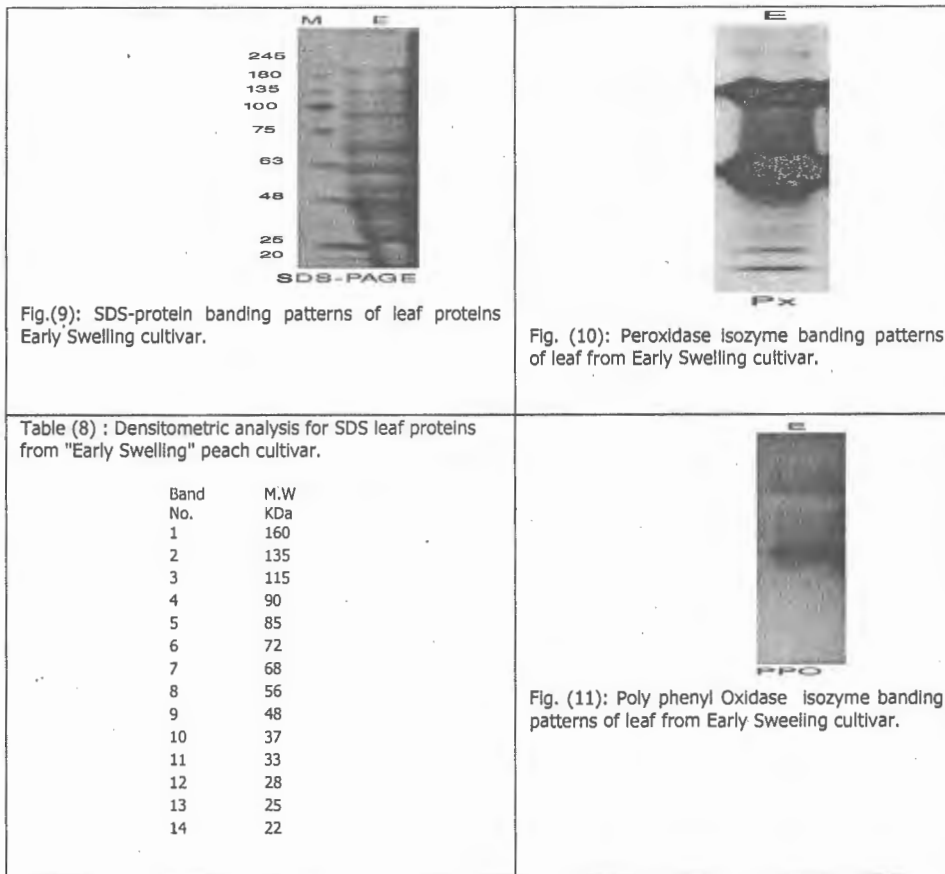 M E
245
180
135
100
75
63
48
25
20
SDS-PAGE
Fig.(9): SDS-protein banding patterns of leaf proteins
Early Swelling cultivar.
E
Px
Fig. (10): Peroxidase isozyme banding patterns
of leaf from Early Swelling cultivar.
Table (8) : Densitometric analysis for SDS leaf proteins
from "Early Swelling" peach cultivar.
Band M.W
No. KDa
1 160
2 135
3 115
4 90
5 85
6 72
7 68
8 56
9 48
10 37
11 33
12 28
13 25
14 22
E
PPO
Fig. (11): Poly phenyl Oxidase isozyme banding
patterns of leaf from Early Sweeling cultivar.